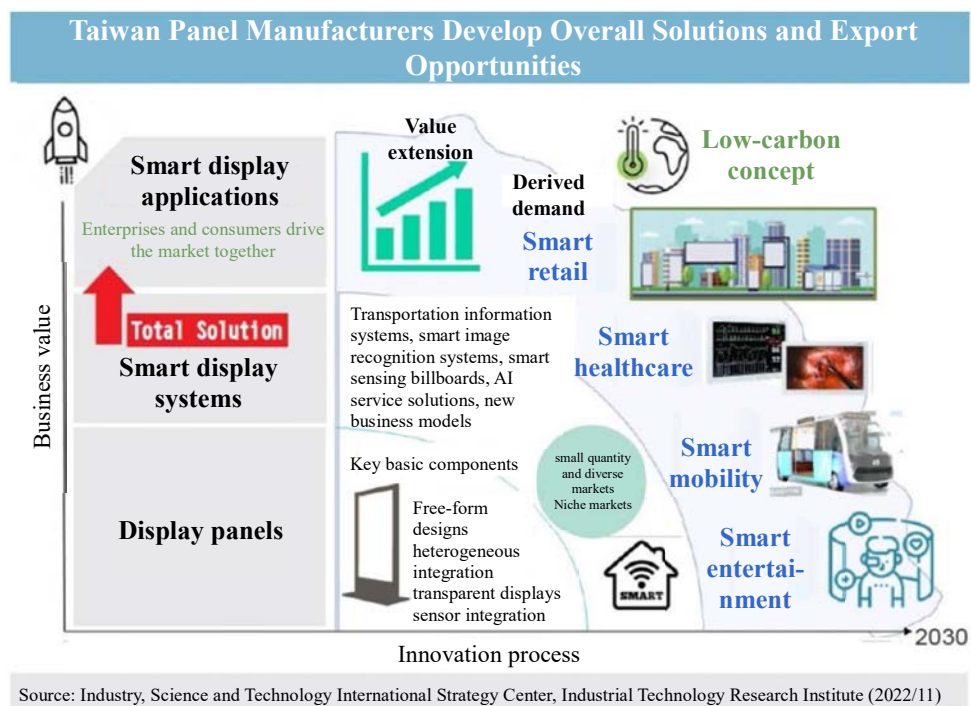 Taiwan Panel Manufacturers Develop Overall Solutions and Export
Opportunities
Value
extension
Low-carbon
concept
Smart display
applications
Enterprises and consumers drive
the market together
Derived
demand
Smart
retail
Total Solution
Smart display
systems
Transportation information
systems, smart image
recognition systems, smart
sensing billboards, AI
service solutions, new
business models
Smart
healthcare
Business value
Display panels
Key basic components
Free-form
designs
heterogeneous
integration
transparent displays
sensor integration
small quantity
and diverse
markets
Niche markets
Smart
mobility
SMART
Smart
entertai-
nment
2030
Innovation process
Source: Industry, Science and Technology International Strategy Center, Industrial Technology Research Institute (2022/11)